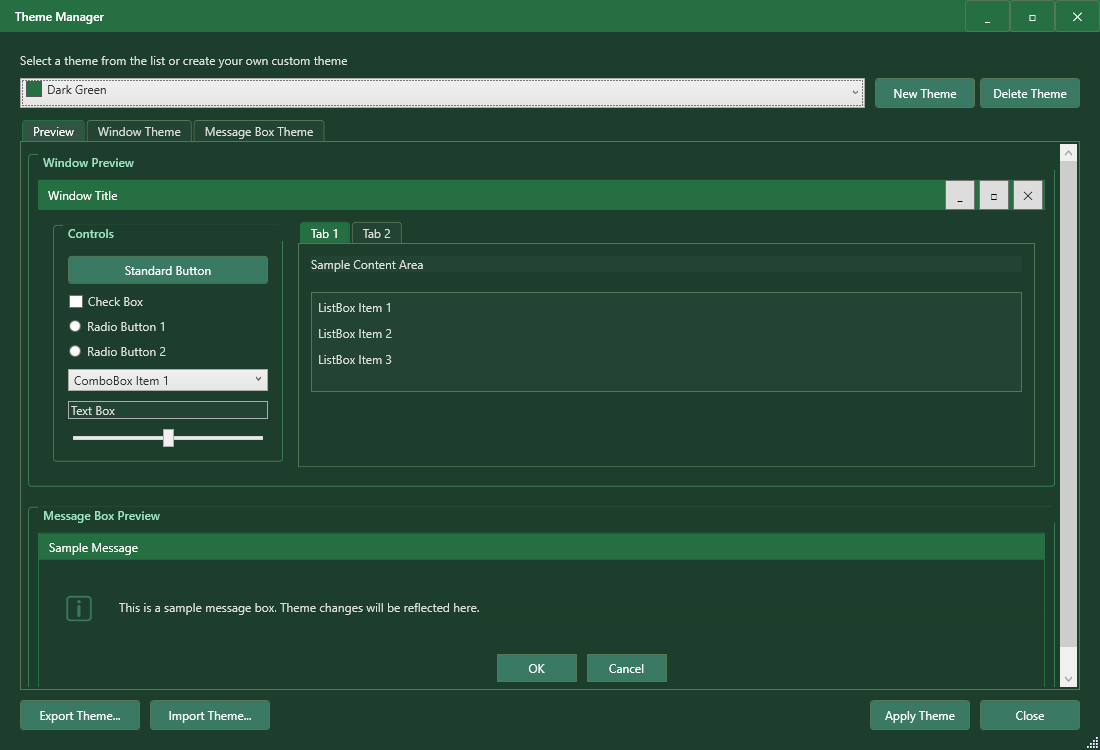 Theme Manager
Select a theme from the list or create your own custom theme
Dark Green
New Theme
Delete Theme
Preview
Window Theme
Message Box Theme
Window Preview
Window Title
Controls
Standard Button
Check Box
Radio Button 1
Radio Button 2
ComboBox Item 1
Text Box
Tab 1
Tab 2
Sample Content Area
ListBox Item 1
ListBox Item 2
ListBox Item 3
Message Box Preview
Sample Message
This is a sample message box. Theme changes will be reflected here.
OK
Cancel
Export Theme...
Import Theme...
Apply Theme
Close